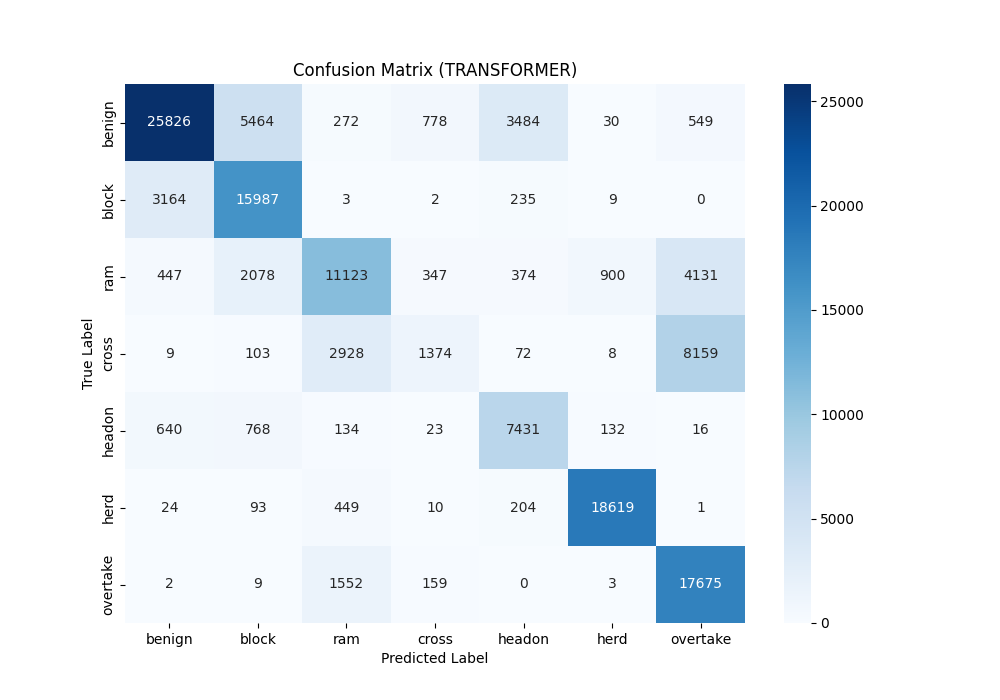 Confusion Matrix (TRANSFORMER)
True Label
benign 25826 5464 272 778 3484 30 549
block 3164 15987 3 2 235 9 0
ram 447 2078 11123 347 374 900 4131
cross 9 103 2928 1374 72 8 8159
headon 640 768 134 23 7431 132 16
herd 24 93 449 10 204 18619 1
overtake 2 9 1552 159 0 3 17675
benign block ram cross headon herd overtake
Predicted Label
25000
20000
15000
10000
5000
0